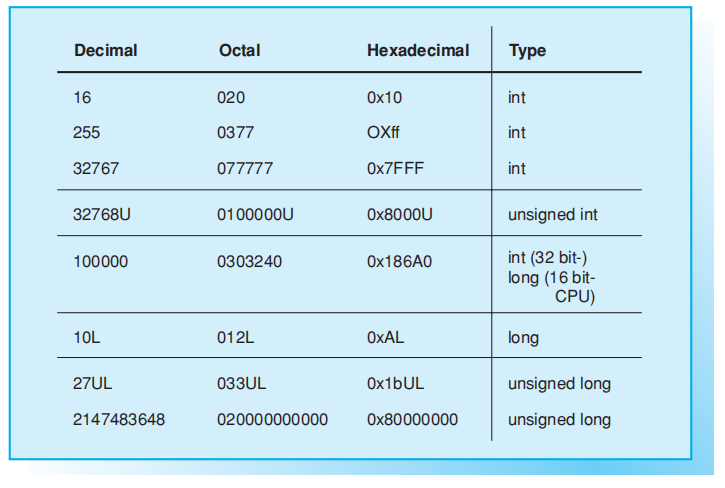 Decimal Octal Hexadecimal Type
16 020 0x10 int
255 0377 OXff int
32767 077777 0x7FFF int
32768U 0100000U 0x8000U unsigned int
100000 0303240 0x186A0 int (32 bit-)
long (16 bit-
CPU)
10L 012L 0xAL long
27UL 033UL 0x1bUL unsigned long
2147483648 020000000000 0x80000000 unsigned long